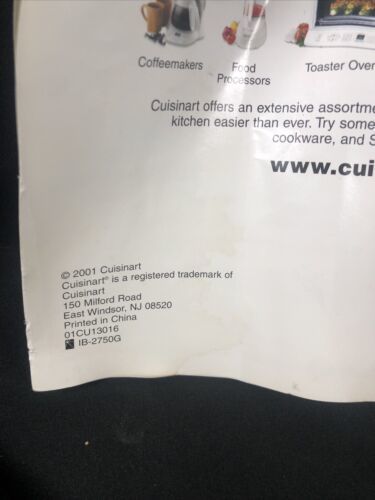 Coffeemakers
Food
Processors
Toaster Over
Cuisinart offers an extensive assortme
kitchen easier than ever. Try some
cookware, and S
www.cui
© 2001 Cuisinart
Cuisinart® is a registered trademark of
Cuisinart
150 Milford Road
East Windsor, NJ 08520
Printed in China
01CU13016
IB-2750G